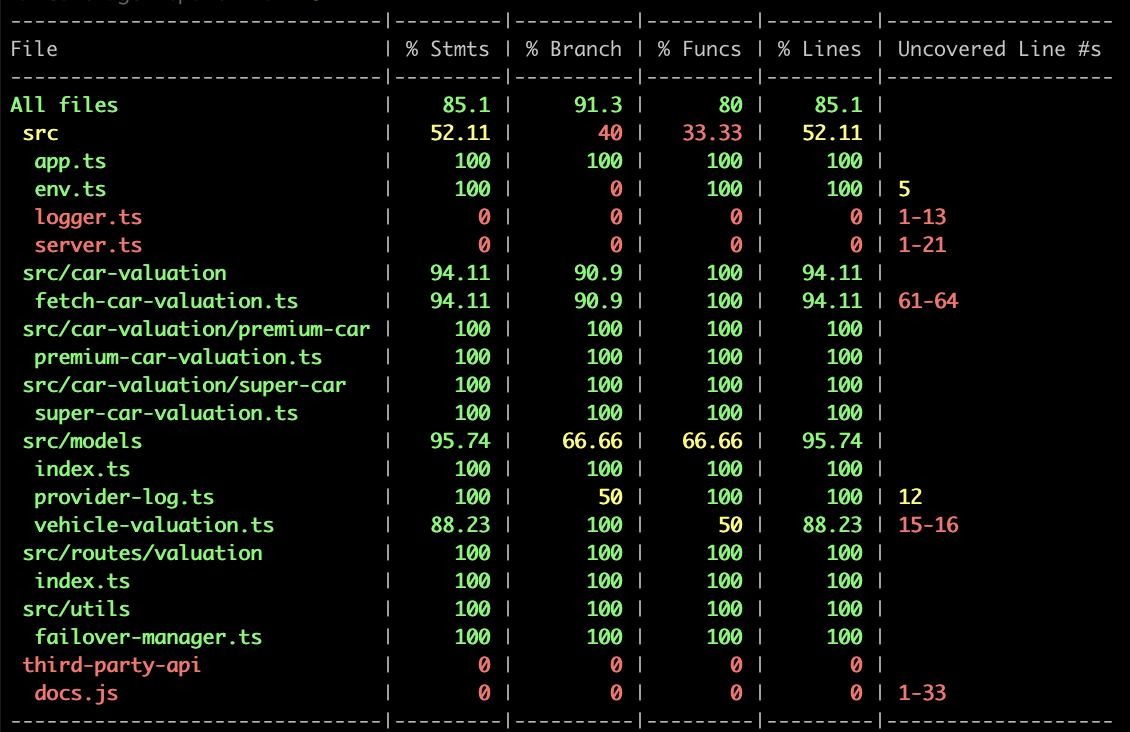 -------------------------------|---------|----------|---------|---------|-------------------
File                           | % Stmts | % Branch | % Funcs | % Lines | Uncovered Line #s
-------------------------------|---------|----------|---------|---------|-------------------
All files                      |    85.1 |     91.3 |      80 |    85.1 |
 src                           |   52.11 |       40 |   33.33 |   52.11 |
  app.ts                       |     100 |      100 |     100 |     100 |
  env.ts                       |     100 |        0 |     100 |     100 | 5
  logger.ts                    |       0 |        0 |       0 |       0 | 1-13
  server.ts                    |       0 |        0 |       0 |       0 | 1-21
 src/car-valuation             |   94.11 |     90.9 |     100 |   94.11 |
  fetch-car-valuation.ts       |   94.11 |     90.9 |     100 |   94.11 | 61-64
 src/car-valuation/premium-car |     100 |      100 |     100 |     100 |
  premium-car-valuation.ts     |     100 |      100 |     100 |     100 |
 src/car-valuation/super-car   |     100 |      100 |     100 |     100 |
  super-car-valuation.ts       |     100 |      100 |     100 |     100 |
 src/models                    |   95.74 |    66.66 |   66.66 |   95.74 |
  index.ts                     |     100 |      100 |     100 |     100 |
  provider-log.ts              |     100 |       50 |     100 |     100 | 12
  vehicle-valuation.ts         |   88.23 |      100 |      50 |   88.23 | 15-16
 src/routes/valuation          |     100 |      100 |     100 |     100 |
  index.ts                     |     100 |      100 |     100 |     100 |
 src/utils                     |     100 |      100 |     100 |     100 |
  failover-manager.ts          |     100 |      100 |     100 |     100 |
 third-party-api               |       0 |        0 |       0 |       0 |
  docs.js                      |       0 |        0 |       0 |       0 | 1-33
-------------------------------|---------|----------|---------|---------|-------------------